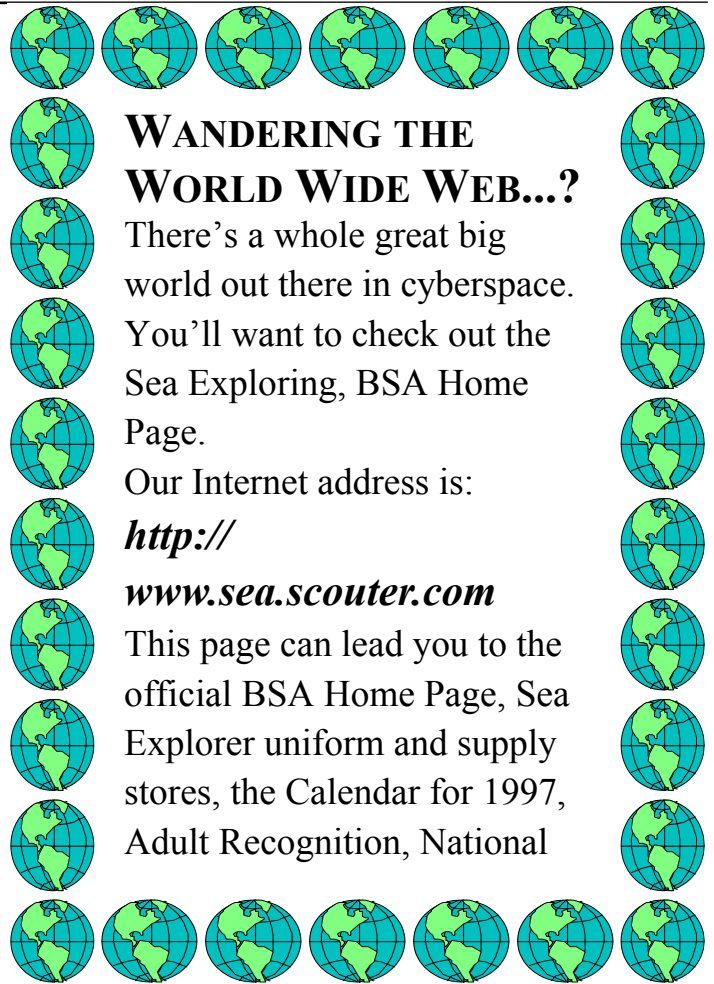 WANDERING THE
WORLD WIDE WEB...?
There's a whole great big
world out there in cyberspace.
You'll want to check out the
Sea Exploring, BSA Home
Page.
Our Internet address is:
http://
www.sea.scouter.com
This page can lead you to the
official BSA Home Page, Sea
Explorer uniform and supply
stores, the Calendar for 1997,
Adult Recognition, National